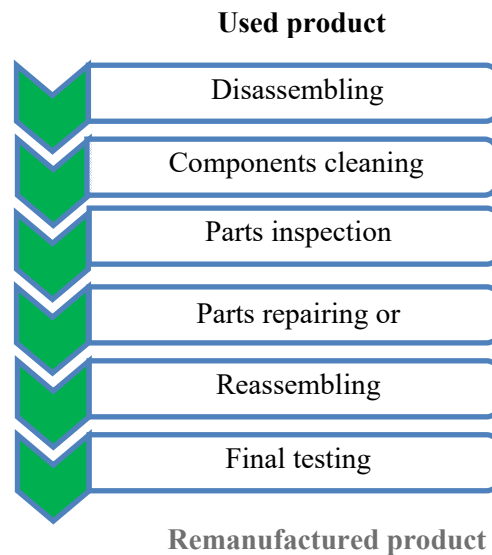 Used product
Disassembling
Components cleaning
Parts inspection
Parts repairing or
Reassembling
Final testing
Remanufactured product